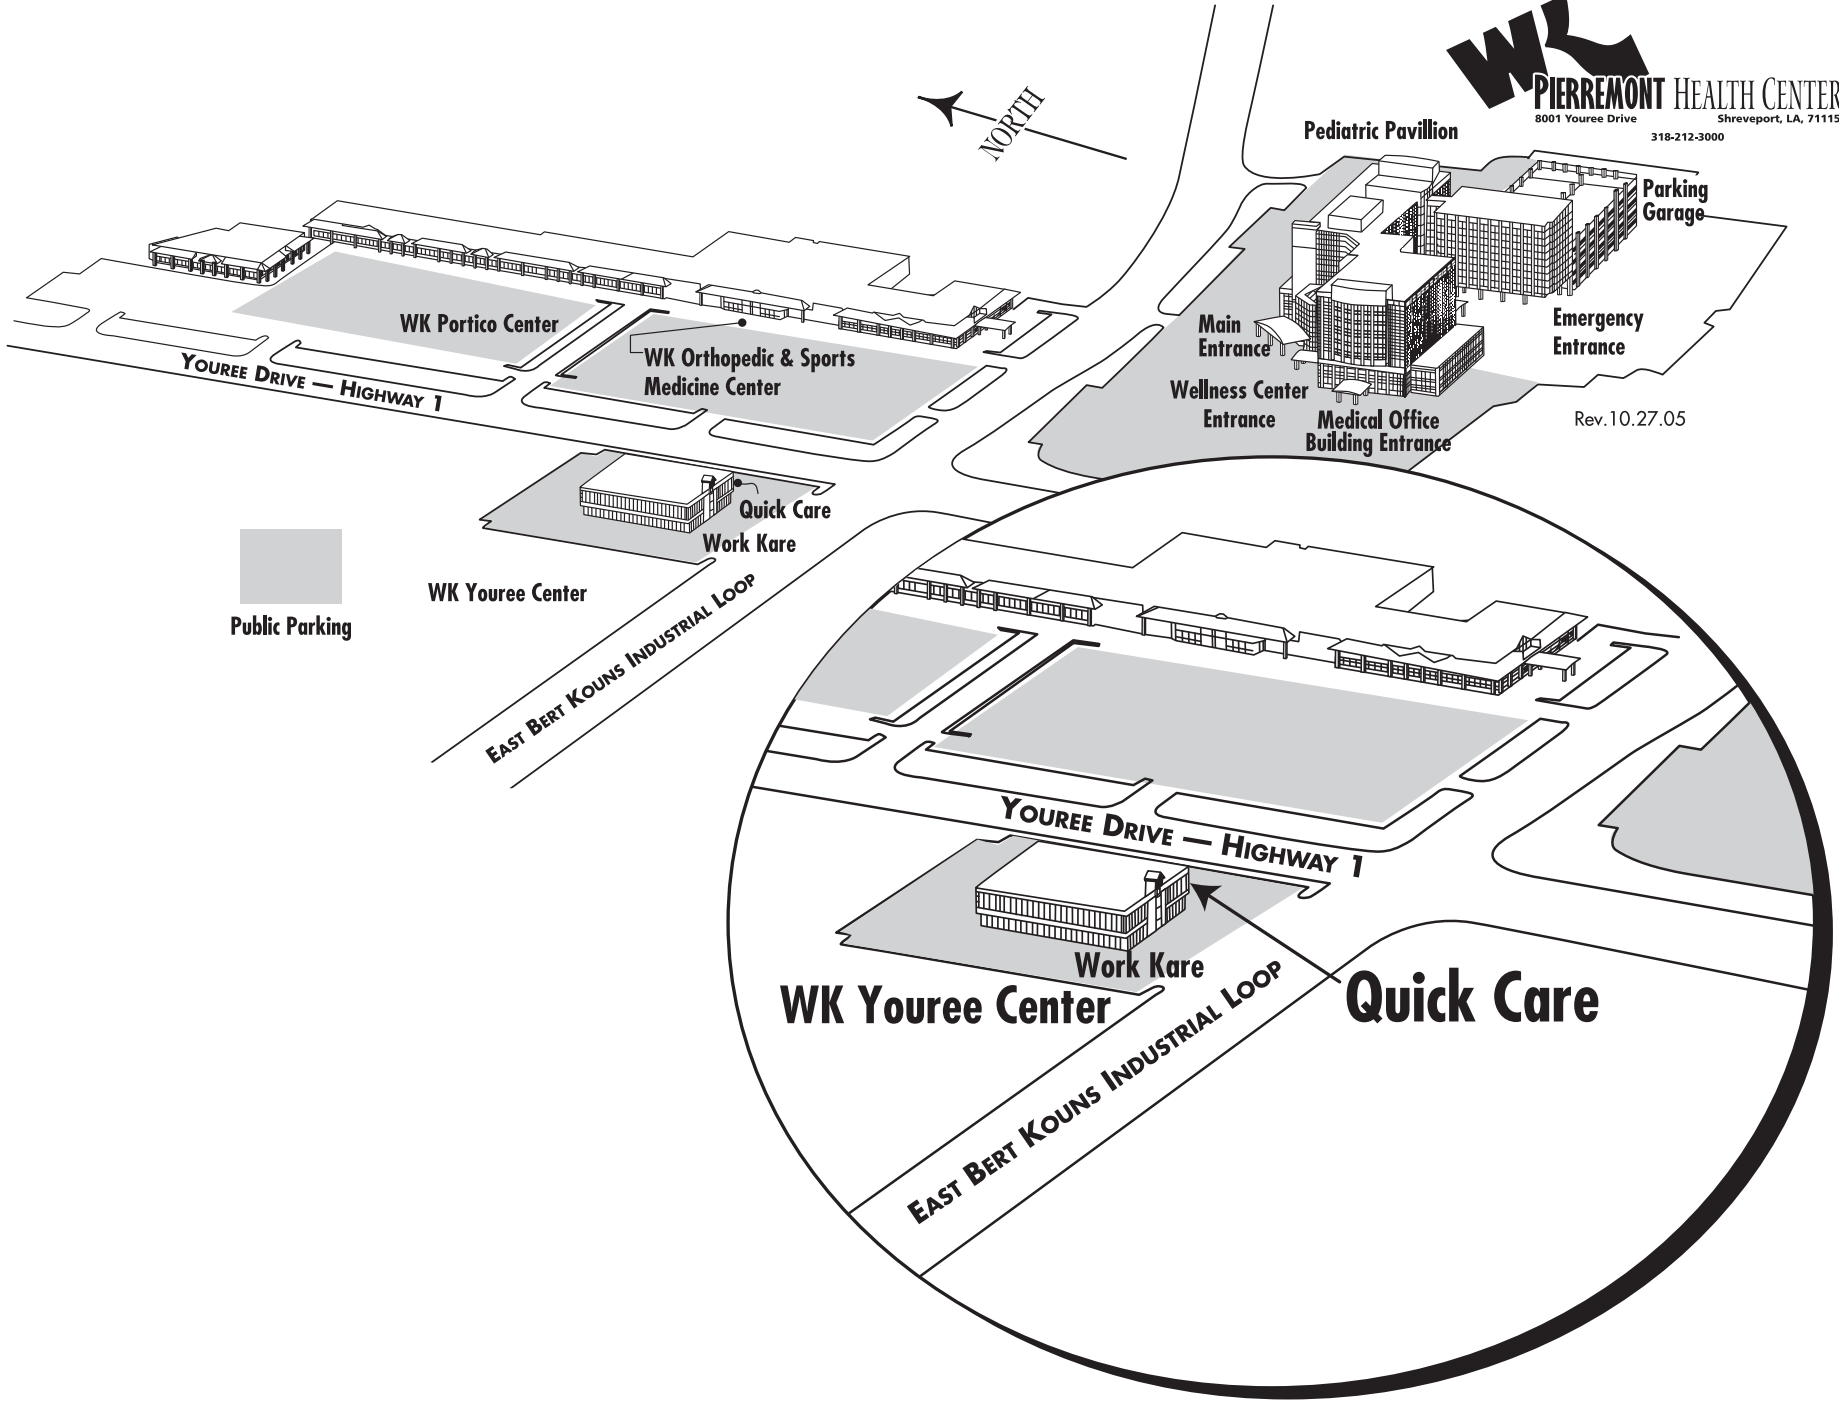 WK
PIERREMONT HEALTH CENTER
8001 Youree Drive Shreveport, LA, 71115
318-212-3000
NORTH
Pediatric Pavillion
Parking
Garage
Main
Entrance
Emergency
Entrance
Wellness Center
Entrance
Medical Office
Building Entrance
Rev.10.27.05
WK Portico Center
WK Orthopedic & Sports
Medicine Center
YOUREE DRIVE — HIGHWAY 1
Quick Care
Work Kare
WK Youree Center
Public Parking
EAST BERT KOUNS INDUSTRIAL LOOP
YOUREE DRIVE — HIGHWAY 1
Work Kare
WK Youree Center
Quick Care
EAST BERT KOUNS INDUSTRIAL LOOP